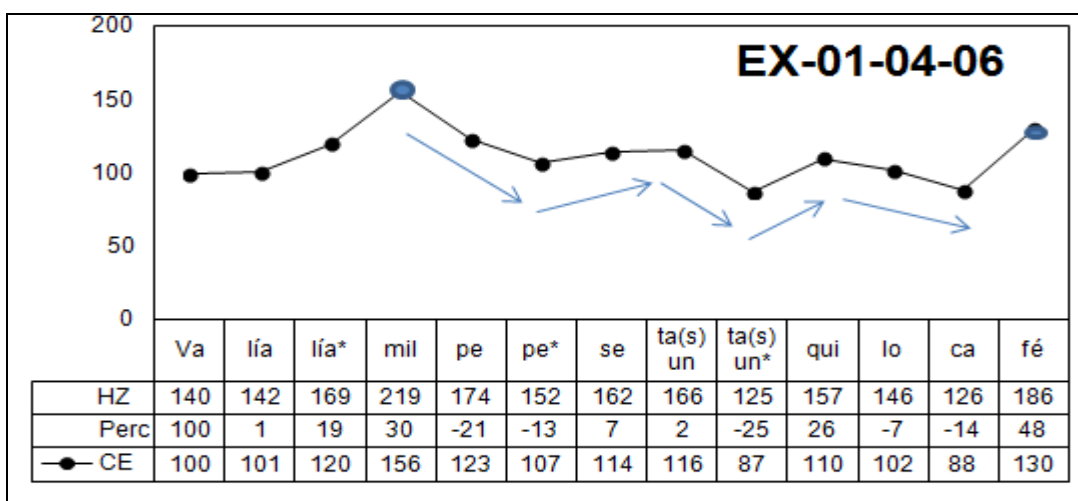 200
EX-01-04-06
150
100
50
0
Va lía lía* mil pe pe* se ta(s) un ta(s) un* qui lo ca fé
HZ 140 142 169 219 174 152 162 166 125 157 146 126 186
Perc 100 1 19 30 -21 -13 7 2 -25 26 -7 -14 48
CE 100 101 120 156 123 107 114 116 87 110 102 88 130